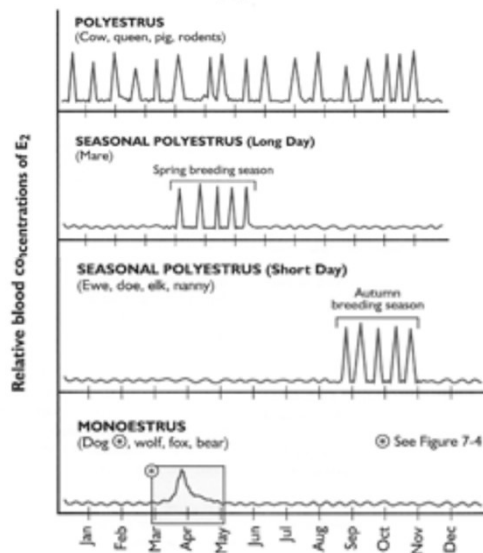 Relative blood concentrations of E₂
POLYESTRUS
(Cow, queen, pig, rodents)
SEASONAL POLYESTRUS (Long Day)
(Mare)
Spring breeding season
SEASONAL POLYESTRUS (Short Day)
(Ewe, doe, elk, nanny)
Autumn
breeding season
MONOESTRUS
(Dog ⊛, wolf, fox, bear)
⊛ See Figure 7-4
Jan Feb Mar Apr May Jun Jul Aug Sep Oct Nov Dec